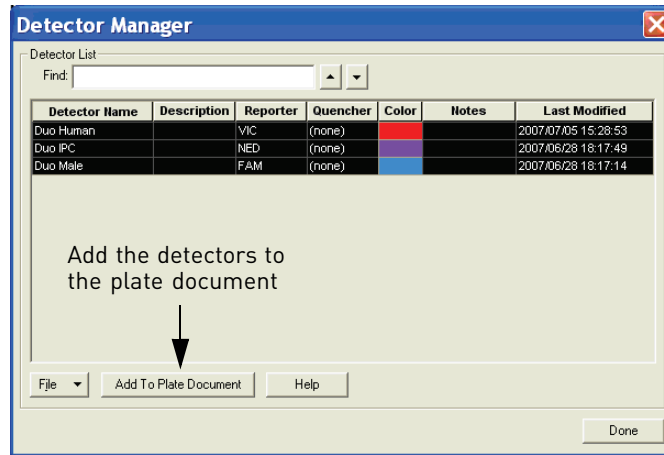 Detector Manager
Detector List
Find:
Detector Name Description Reporter Quencher Color Notes Last Modified
Duo Human VIC (none) 2007/07/05 15:28:53
Duo IPC NED (none) 2007/06/28 18:17:49
Duo Male FAM (none) 2007/06/28 18:17:14
Add the detectors to
the plate document
File Add To Plate Document Help
Done